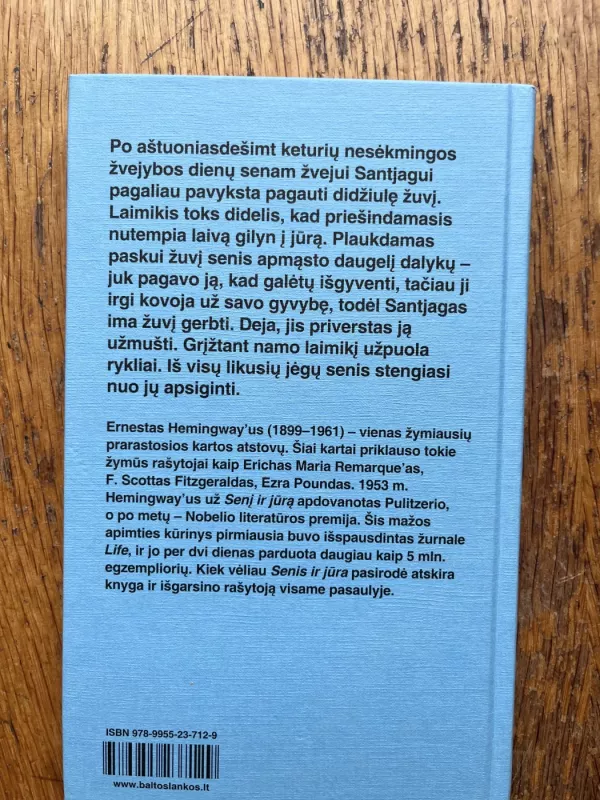 Po aštuoniasdešimt keturių nesėkmingos
žvejybos dienų senam žvejui Santjagui
pagaliau pavyksta pagauti didžiulę žuvį.
Laimikis toks didelis, kad priešindamasis
nutempia laivą gilyn į jūrą. Plaukdamas
paskui žuvį senis apmąsto daugelį dalykų –
juk pagavo ją, kad galėtų išgyventi, tačiau ji
irgi kovoja už savo gyvybę, todėl Santjagas
ima žuvį gerbti. Deja, jis priverstas ją
užmušti. Grįžtant namo laimikį užpuola
rykliai. Iš visų likusių jėgų senis stengiasi
nuo jų apsiginti.
Ernestas Hemingway'us (1899–1961) – vienas žymiausių
prarastosios kartos atstovų. Šiai kartai priklauso tokie
žymūs rašytojai kaip Erichas Maria Remarque'as,
F. Scottas Fitzgeraldas, Ezra Poundas. 1953 m.
Hemingway'us už Senį ir jūrą apdovanotas Pulitzerio,
o po metų – Nobelio literatūros premija. Šis mažos
apimties kūrinys pirmiausia buvo išspausdintas žurnale
Life, ir jo per dvi dienas parduota daugiau kaip 5 mln.
egzempliorių. Kiek vėliau Senis ir jūra pasirodė atskira
knyga ir išgarsino rašytoją visame pasaulyje.
ISBN 978-9955-23-712-9
www.baltoslankos.lt